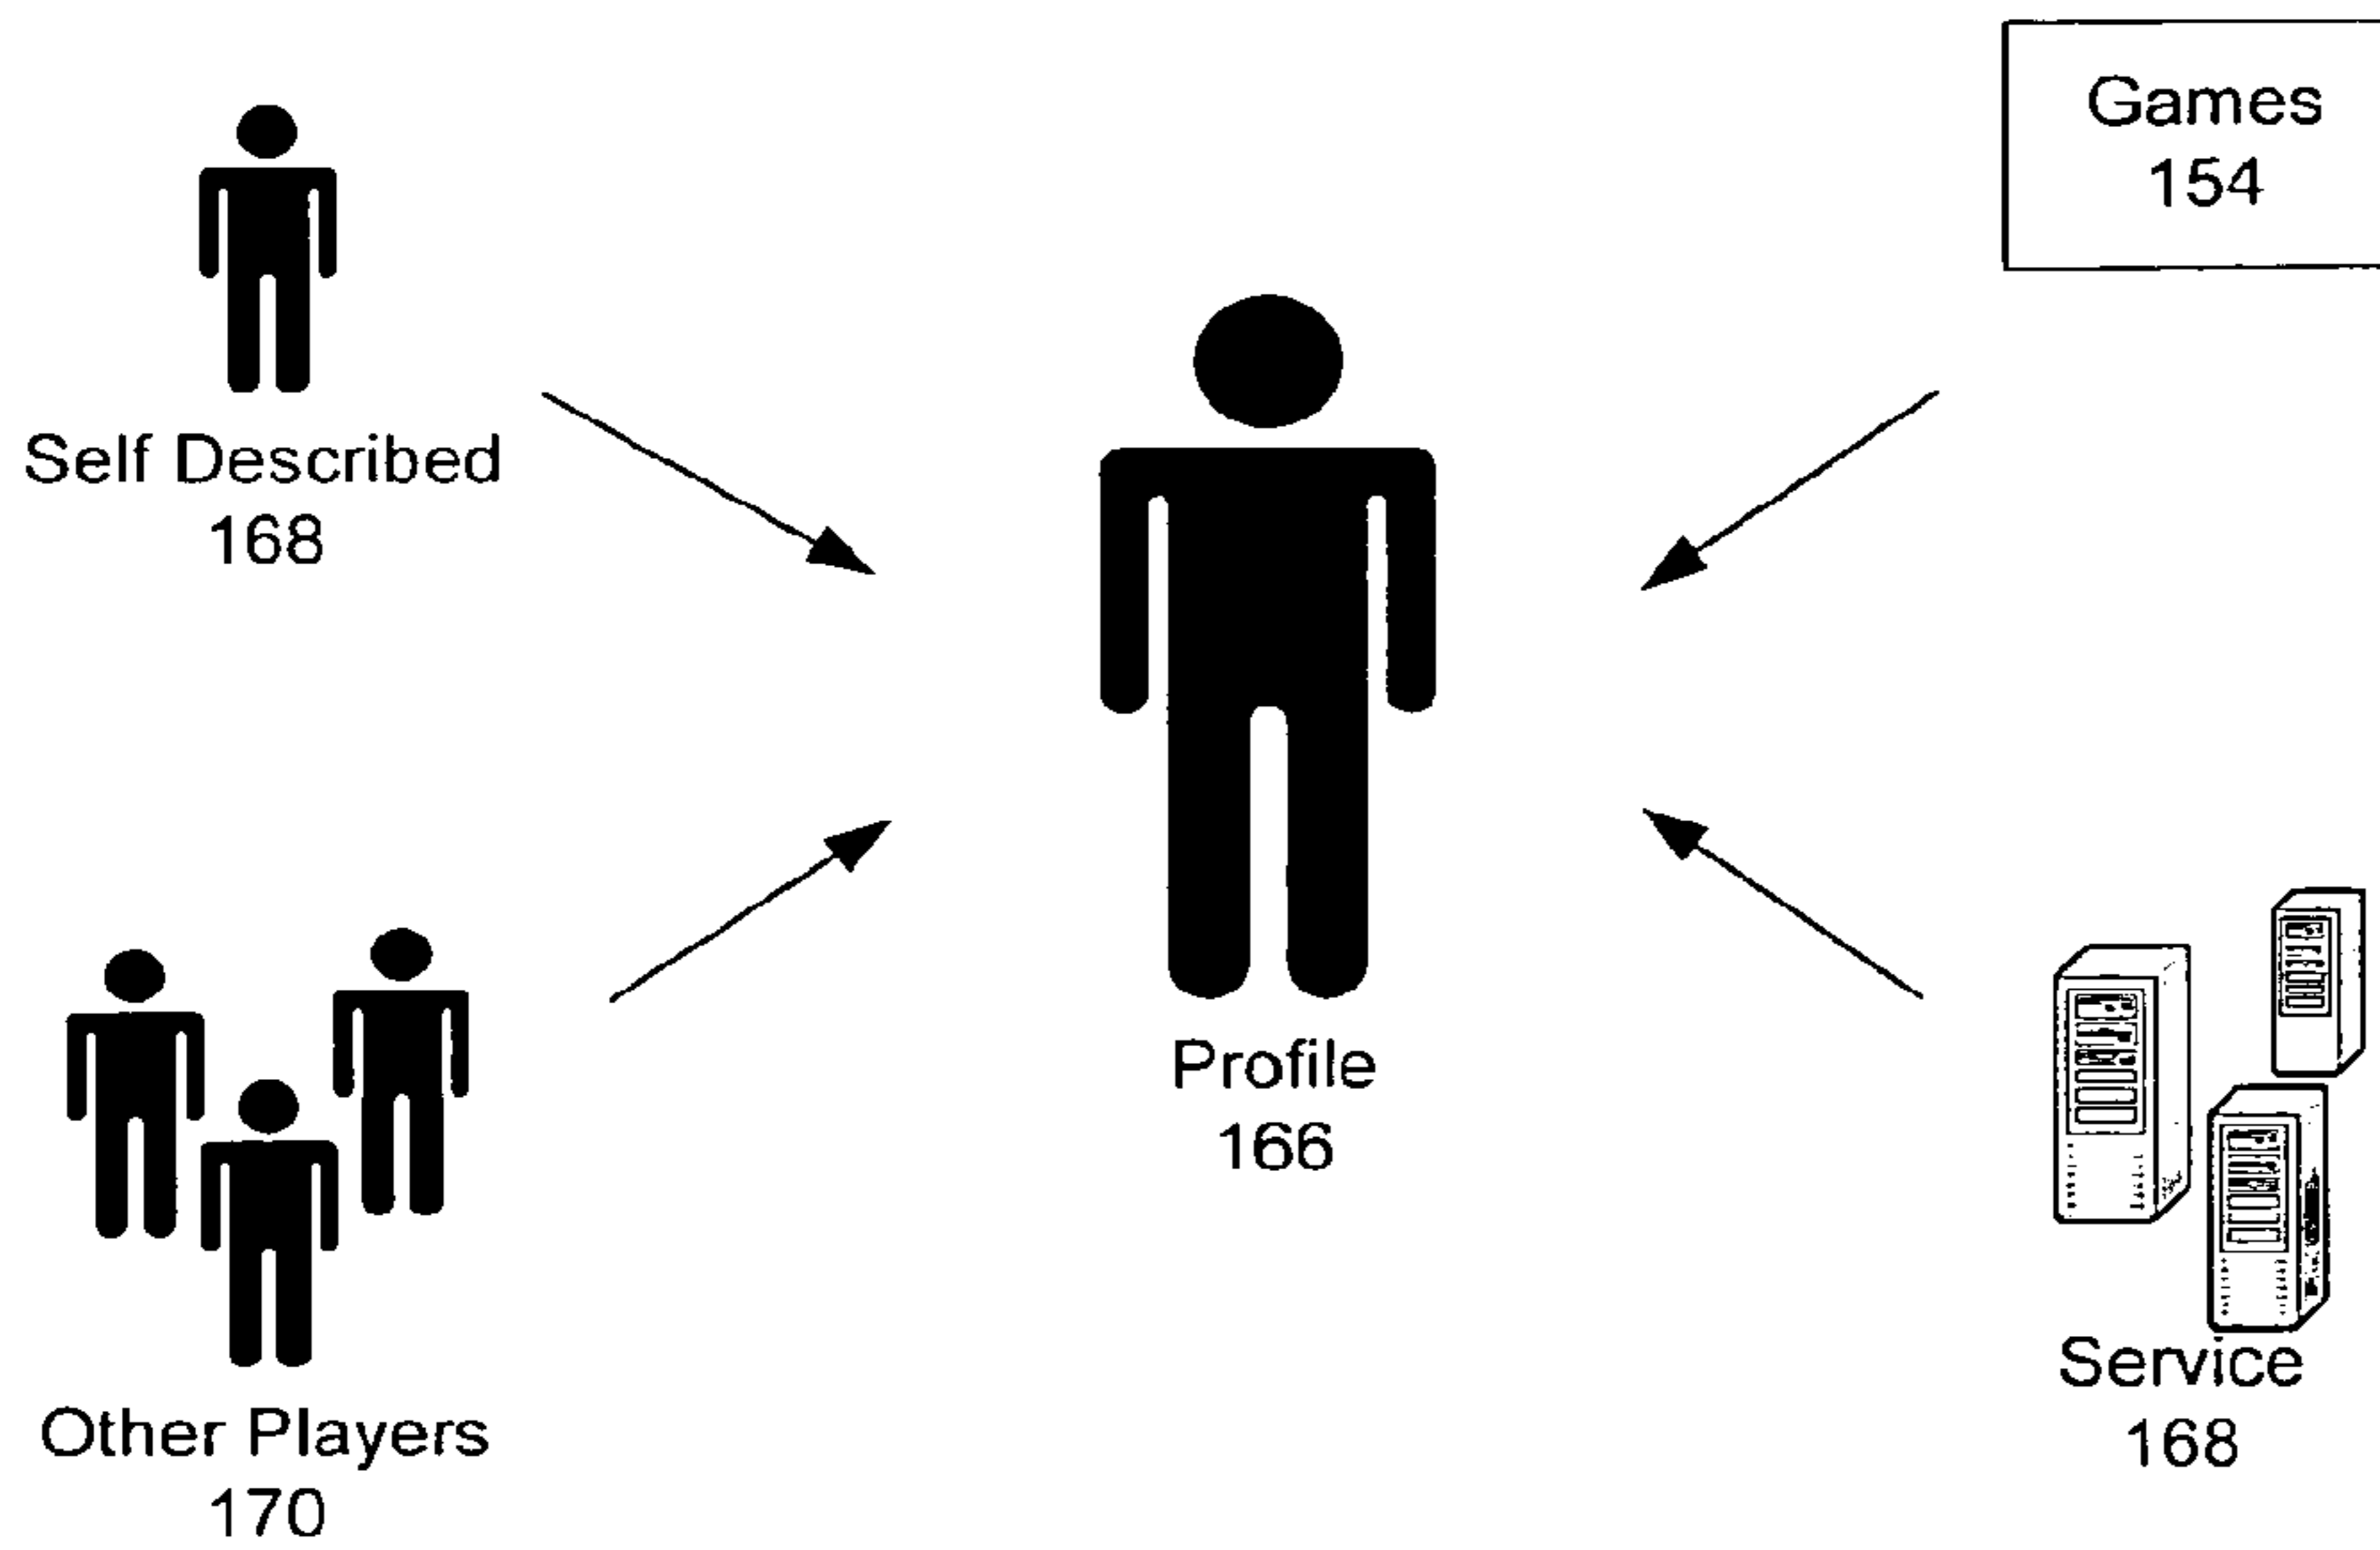 Games
154
Self Described
168
Profile
166
Other Players
170
Service
168